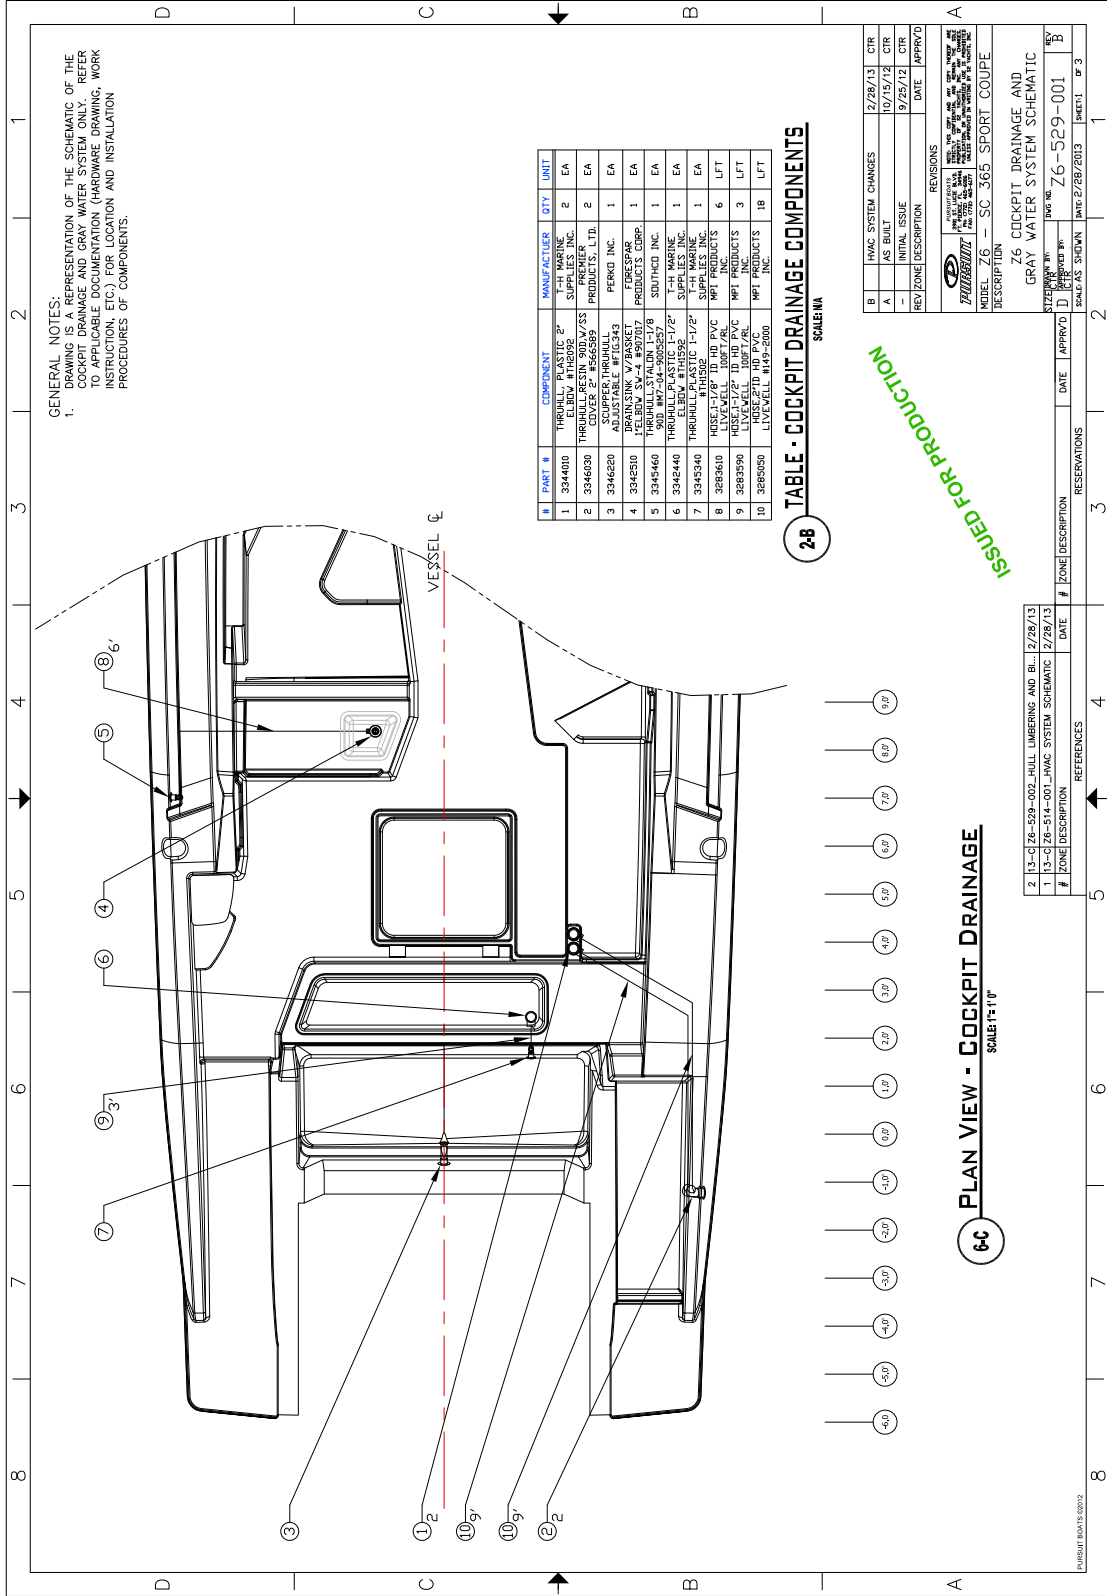 GENERAL NOTES:
1. DRAWING IS A REPRESENTATION OF THE SCHEMATIC OF THE
COCKPIT DRAINAGE AND GRAY WATER SYSTEM ONLY. REFER
TO APPLICABLE DOCUMENTATION (HARDWARE DRAWING, WORK
INSTRUCTION, ETC.) FOR LOCATION AND INSTALLATION
PROCEDURES OF COMPONENTS.
8 7 6 5 4 3 2 1
D
C
B
A
3
1 2
10 9'
10 9'
2 2
7
9 3'
6
4
5
8 6'
VESSEL CL
# PART # COMPONENT MANUFACTUER QTY UNIT
1 3344010 THRUHULL, PLASTIC 2" ELBOW #TH2092 T-H MARINE SUPPLIES INC. 2 EA
2 3346030 THRUHULL,RESIN 90D,W/SS COVER 2" #566589 PREMIER PRODUCTS, LTD. 2 EA
3 3346220 SCUPPER,THRUHULL ADJUSTABLE #FIG343 PERKO INC. 1 EA
4 3342510 DRAIN,SINK W/BASKET 1"ELBOW SW-4 #907017 FORESPAR PRODUCTS CORP. 1 EA
5 3345460 THRUHULL,STALON 1-1/8 90D #M7-04-9005257 SOUTHCO INC. 1 EA
6 3342440 THRUHULL,PLASTIC 1-1/2" ELBOW #TH1592 T-H MARINE SUPPLIES INC. 1 EA
7 3345340 THRUHULL,PLASTIC 1-1/2" #TH1502 T-H MARINE SUPPLIES INC. 1 EA
8 3283610 HOSE,1-1/8" ID HD PVC LIVEWELL 100FT/RL MPI PRODUCTS INC. 6 LFT
9 3283590 HOSE,1-1/2" ID HD PVC LIVEWELL 100FT/RL MPI PRODUCTS INC. 3 LFT
10 3285050 HOSE,2"ID HD PVC LIVEWELL #149-2000 MPI PRODUCTS INC. 18 LFT
2-B TABLE - COCKPIT DRAINAGE COMPONENTS
SCALE: N/A
-6.0' -5.0' -4.0' -3.0' -2.0' -1.0' 0.0' 1.0' 2.0' 3.0' 4.0' 5.0' 6.0' 7.0' 8.0' 9.0'
6-C PLAN VIEW - COCKPIT DRAINAGE
SCALE: 1"= 1' 0"
ISSUED FOR PRODUCTION
B HVAC SYSTEM CHANGES 2/28/13 CTR
A AS BUILT 10/15/12 CTR
- INITIAL ISSUE 9/25/12 CTR
REV ZONE DESCRIPTION DATE APPRV'D
REVISIONS
PURSUIT
PURSUIT BOATS
MODEL Z6 - SC 365 SPORT COUPE
DESCRIPTION
Z6 COCKPIT DRAINAGE AND
GRAY WATER SYSTEM SCHEMATIC
SIZE D DRAWN BY: CTR APPROVED BY: CTR DWG NO. Z6-529-001 REV B
SCALE: AS SHOWN DATE: 2/28/2013 SHEET:1 OF 3
2 13-C Z6-529-002_HULL LIMBERING AND BI... 2/28/13
1 13-C Z6-514-001_HVAC SYSTEM SCHEMATIC 2/28/13
# ZONE DESCRIPTION DATE
REFERENCES
# ZONE DESCRIPTION DATE APPRV'D
RESERVATIONS
PURSUIT BOATS ©2012
8 7 6 5 4 3 2 1
D
C
B
A